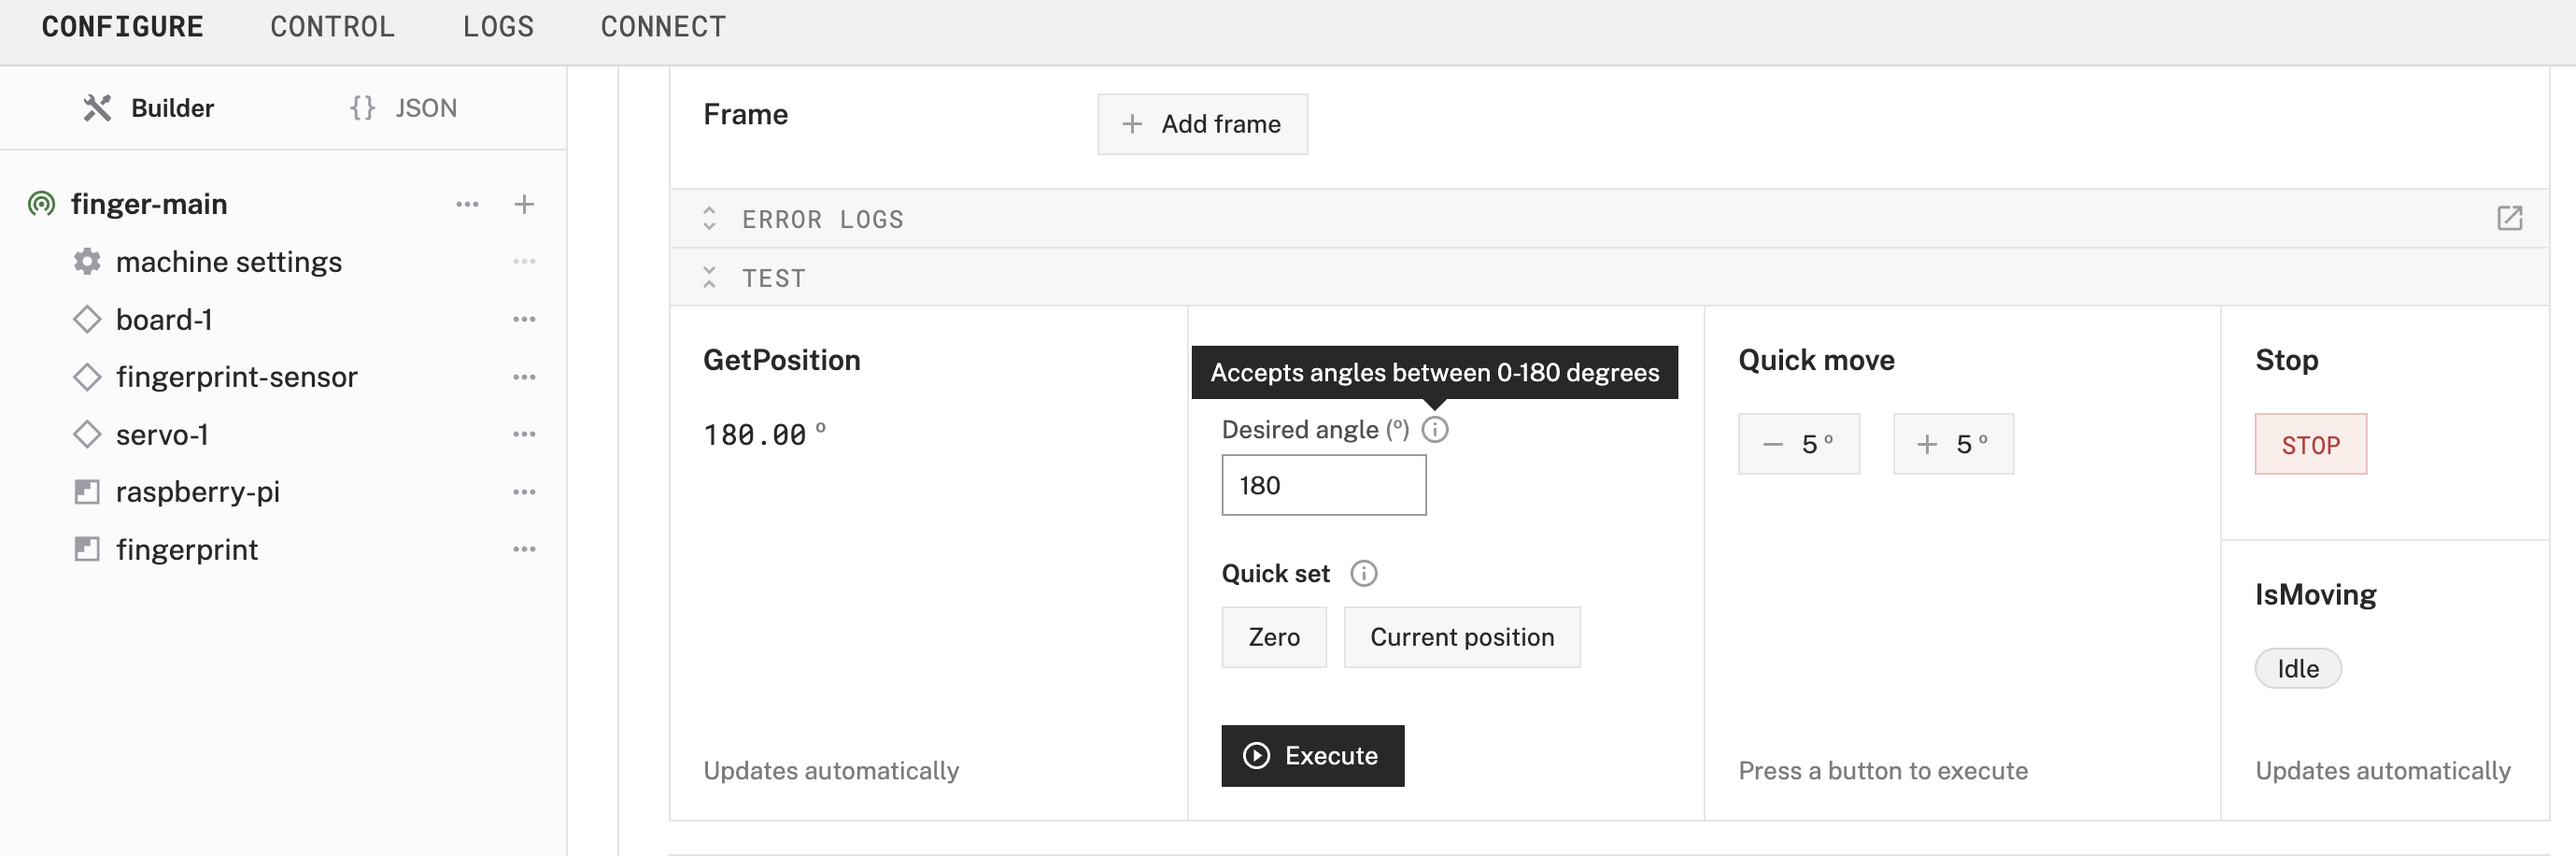 CONFIGURE CONTROL LOGS CONNECT
Builder {} JSON
finger-main
machine settings
board-1
fingerprint-sensor
servo-1
raspberry-pi
fingerprint
Frame
+ Add frame
ERROR LOGS
TEST
GetPosition
180.00 º
Updates automatically
Accepts angles between 0-180 degrees
Desired angle (º)
180
Quick set
Zero Current position
Execute
Quick move
− 5 º + 5 º
Press a button to execute
Stop
STOP
IsMoving
Idle
Updates automatically